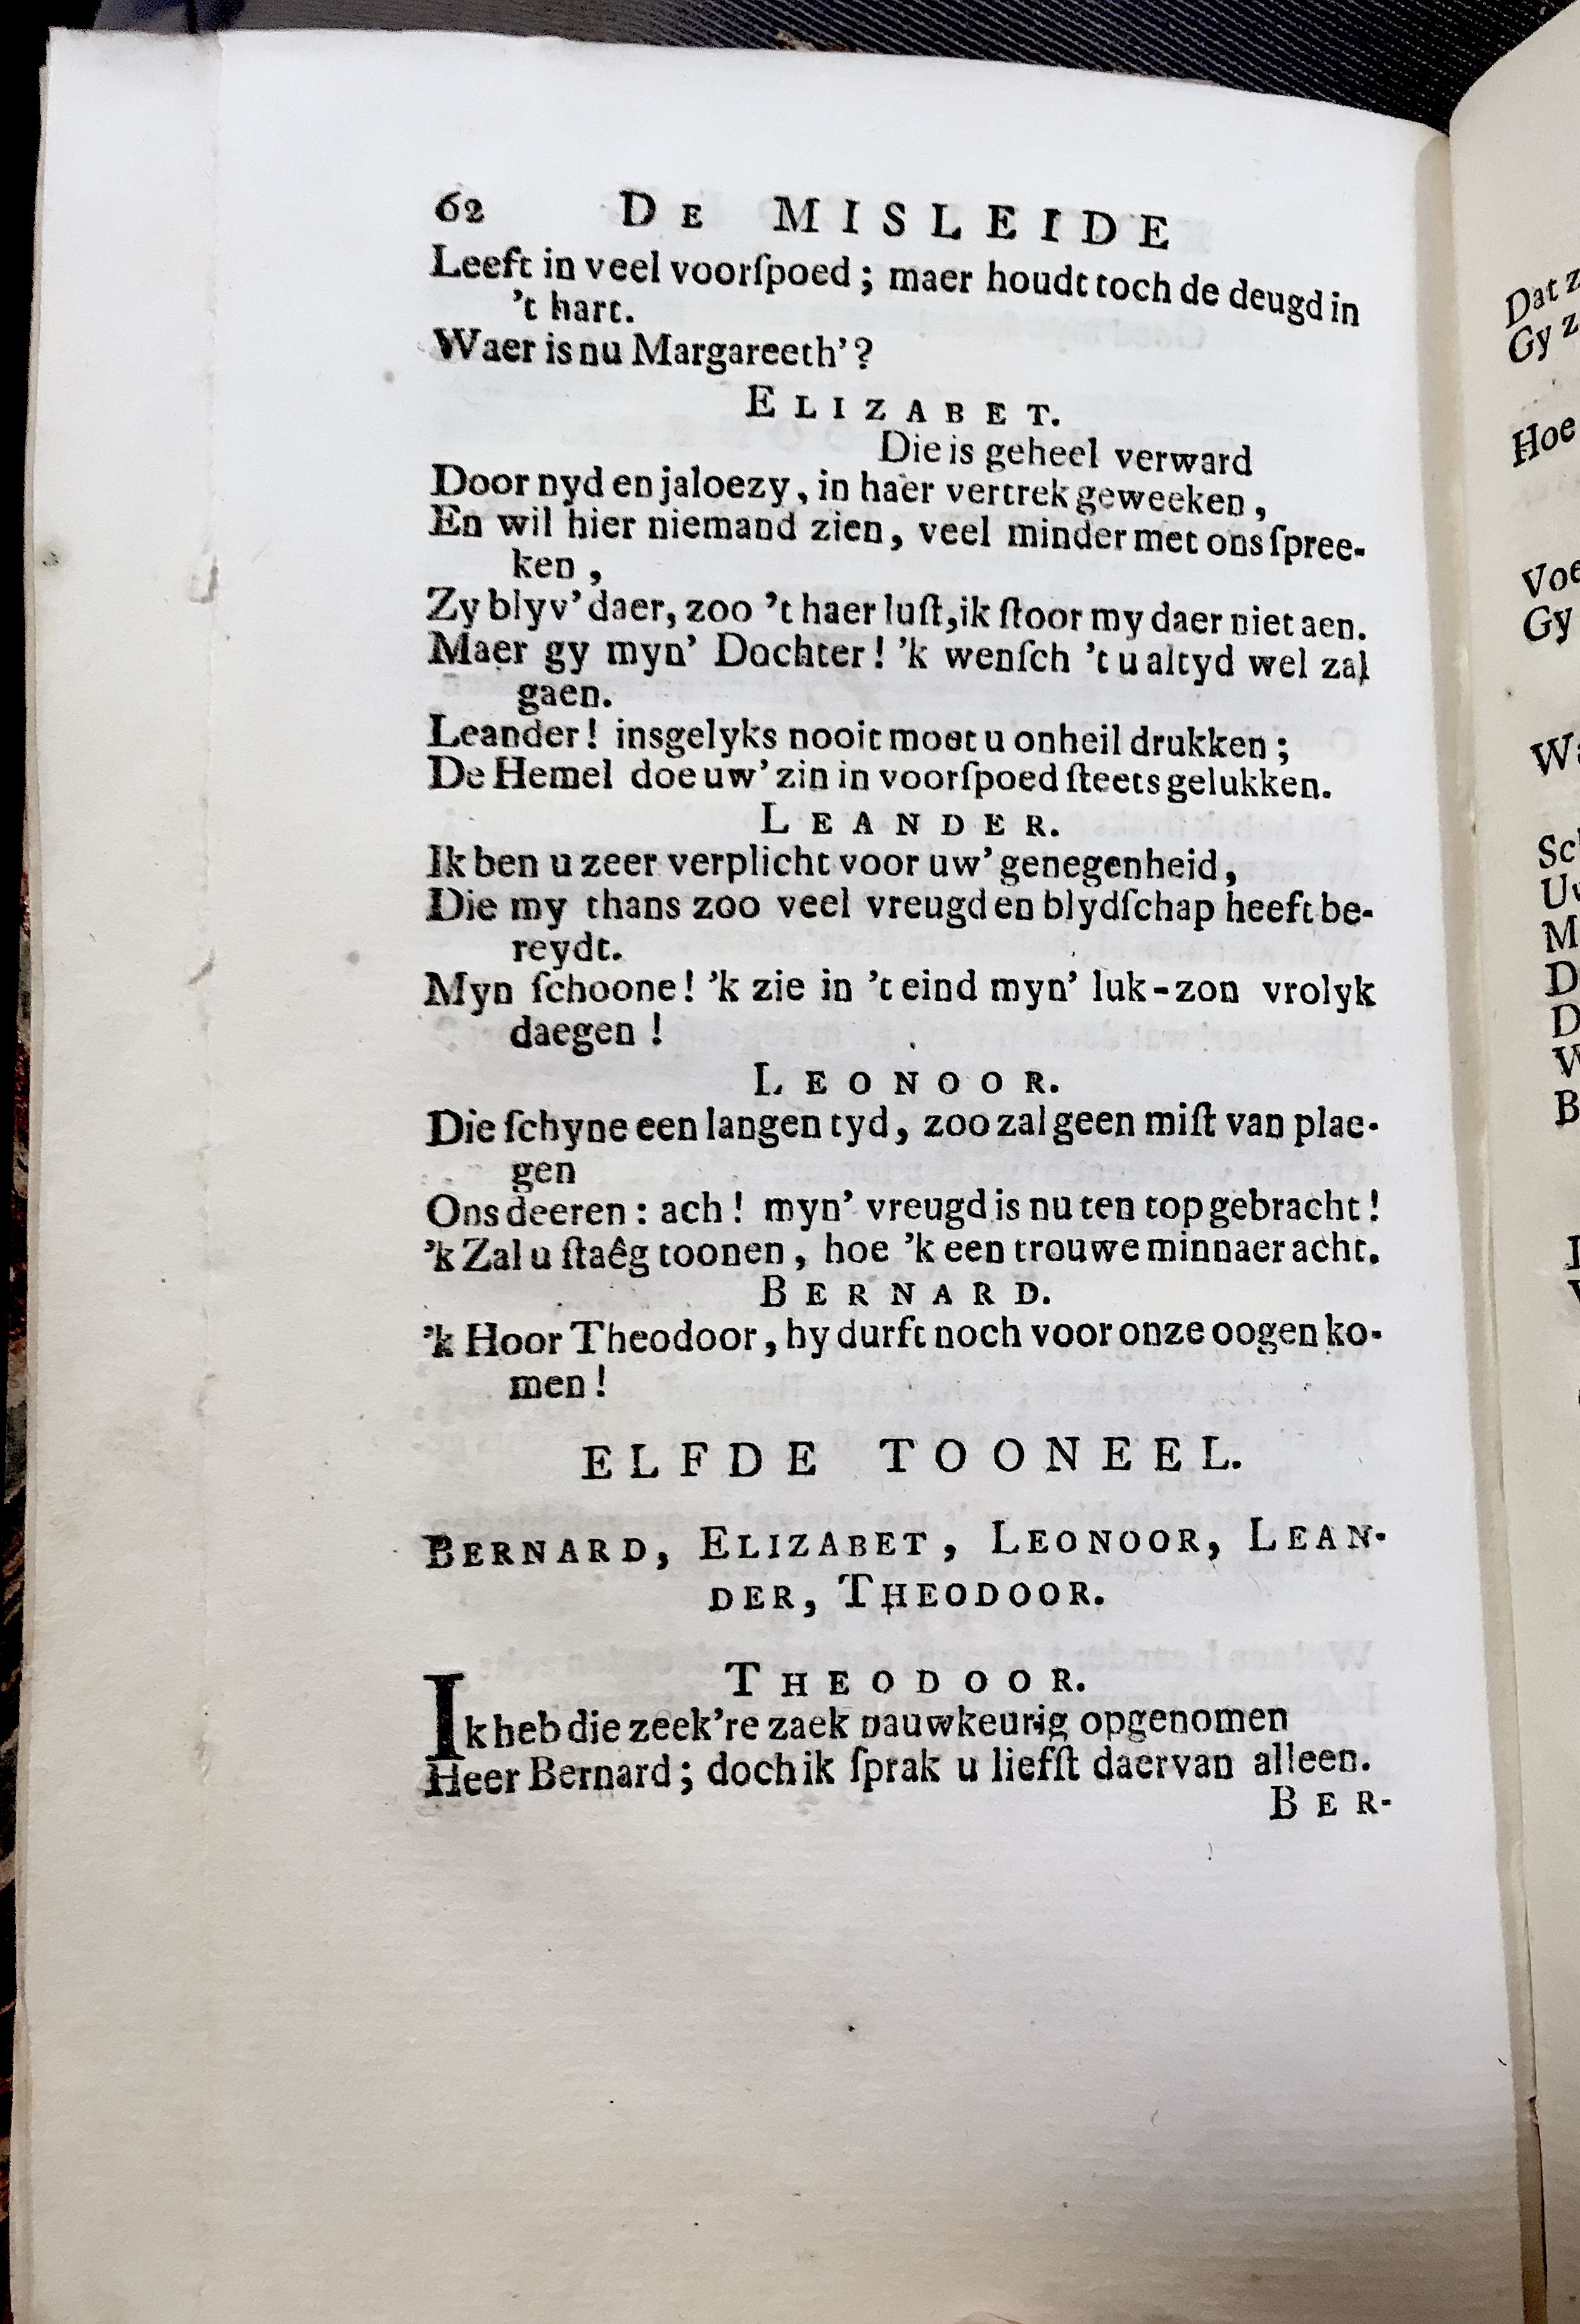 62 DE MISLEIDE
Leeft in veel voorſpoed; maer houdt toch de deugd in
't hart.
Waer is nu Margareeth'?
ELIZABET.
Die is geheel verward
Door nyd en jaloezy, in haer vertrek geweeken,
En wil hier niemand zien, veel minder met ons ſpree-
ken,
Zy blyv' daer, zoo 't haer luſt, ik ſtoor my daer niet aen.
Maer gy myn' Dochter! 'k wenſch 't u altyd wel zal
gaen.
Leander! insgelyks nooit moet u onheil drukken;
De Hemel doe uw' zin in voorſpoed ſteets gelukken.
LEANDER.
Ik ben u zeer verplicht voor uw' genegenheid,
Die my thans zoo veel vreugd en blydſchap heeft be-
reydt.
Myn ſchoone! 'k zie in 't eind myn' luk-zon vrolyk
daegen!
LEONOOR.
Die ſchyne een langen tyd, zoo zal geen miſt van plae-
gen
Ons deeren: ach! myn' vreugd is nu ten top gebracht!
'k Zal u ſtaêg toonen, hoe 'k een trouwe minnaer acht.
BERNARD.
'k Hoor Theodoor, hy durft noch voor onze oogen ko-
men!
ELFDE TOONEEL.
BERNARD, ELIZABET, LEONOOR, LEAN-
DER, THEODOOR.
THEODOOR.
Ik heb die zeek're zaek nauwkeurig opgenomen
Heer Bernard; doch ik ſprak u liefſt daervan alleen.
BER-
Dat z
Gy z
Hoe
Voe
Gy
Wa
Sch
Uw
M
D
D
W
B